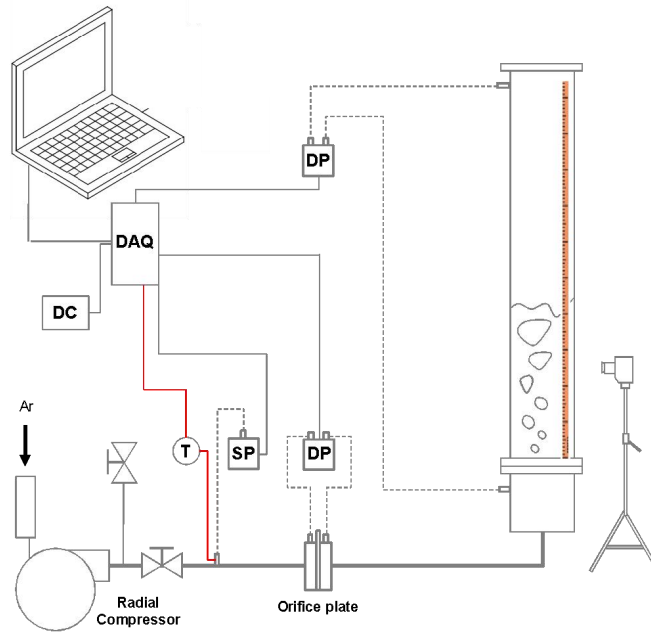 DP
DAQ
DC
Ar
T
SP
DP
Radial
Compressor
Orifice plate